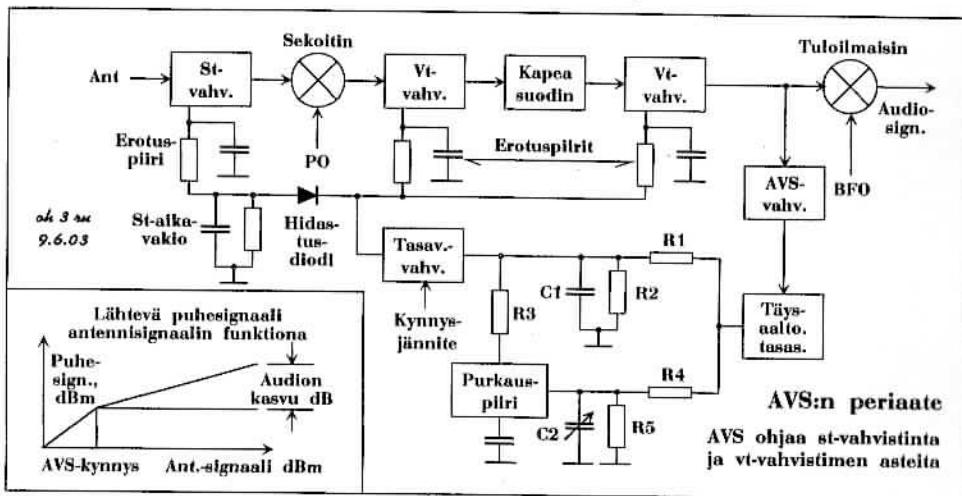 Sekoitin
Tuloilmaisin
Ant
St-
vahv.
Vt-
vahv.
Kapea
suodin
Vt-
vahv.
Audio-
sign.
Erotus-
piiri
PO
Erotuspiirit
AVS-
vahv.
BFO
oh 3 ru
9.6.03
St-aika-
vakio
Hidas-
tus-
diodi
Tasav.-
vahv.
R1
C1
R2
R3
Kynnys-
jännite
Täys-
aalto.
tasas.
Purkaus-
piiri
R4
C2
R5
Lähtevä puhesignaali
antennisignaalin funktiona
Puhe-
sign.,
dBm
Audion
kasvu dB
AVS-kynnys
Ant.-signaali dBm
AVS:n periaate
AVS ohjaa st-vahvistinta
ja vt-vahvistimen asteita